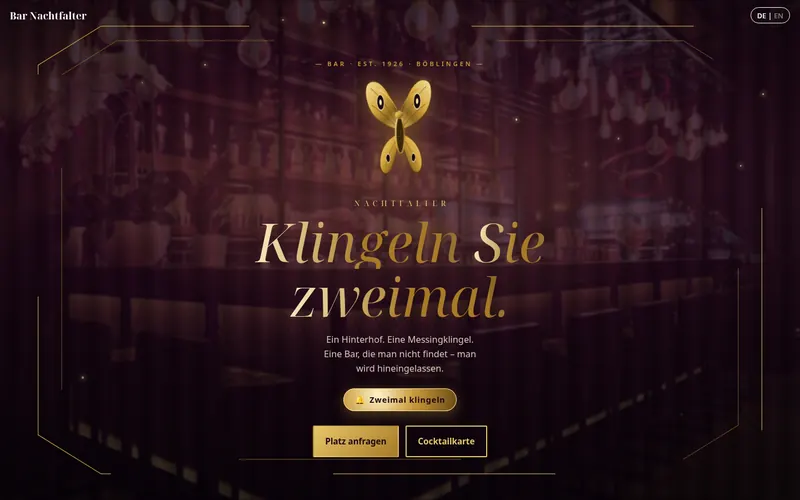 Bar Nachtfalter
DE | EN
— BAR · EST. 1926 · BÖBLINGEN —
NACHTFALTER
Klingeln Sie
zweimal.
Ein Hinterhof. Eine Messingklingel.
Eine Bar, die man nicht findet – man
wird hineingelassen.
Zweimal klingeln
Platz anfragen
Cocktailkarte